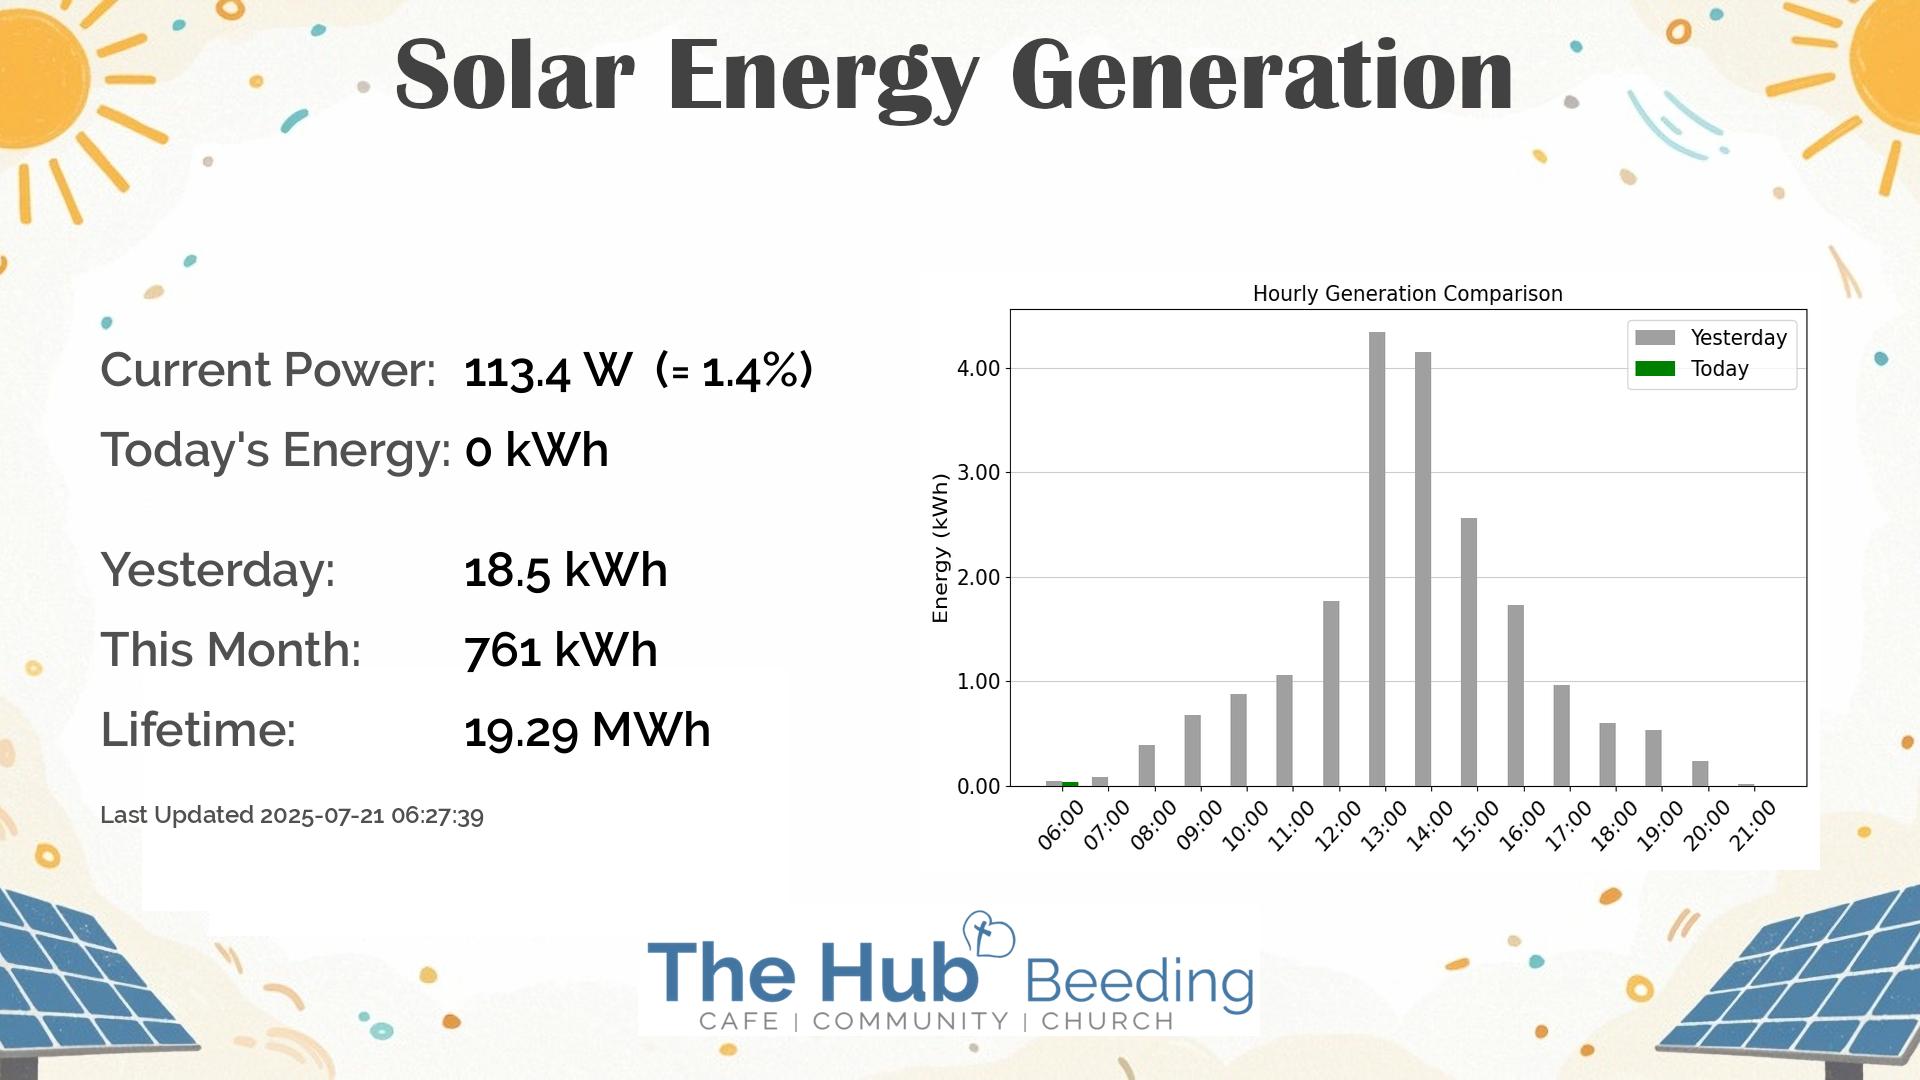 Solar Energy Generation
Current Power: 113.4 W (= 1.4%)
Today's Energy: 0 kWh
Yesterday: 18.5 kWh
This Month: 761 kWh
Lifetime: 19.29 MWh
Last Updated 2025-07-21 06:27:39
Hourly Generation Comparison
Yesterday
Today
Energy (kWh)
4.00
3.00
2.00
1.00
0.00
06:00 07:00 08:00 09:00 10:00 11:00 12:00 13:00 14:00 15:00 16:00 17:00 18:00 19:00 20:00 21:00
The Hub Beeding
CAFE | COMMUNITY | CHURCH